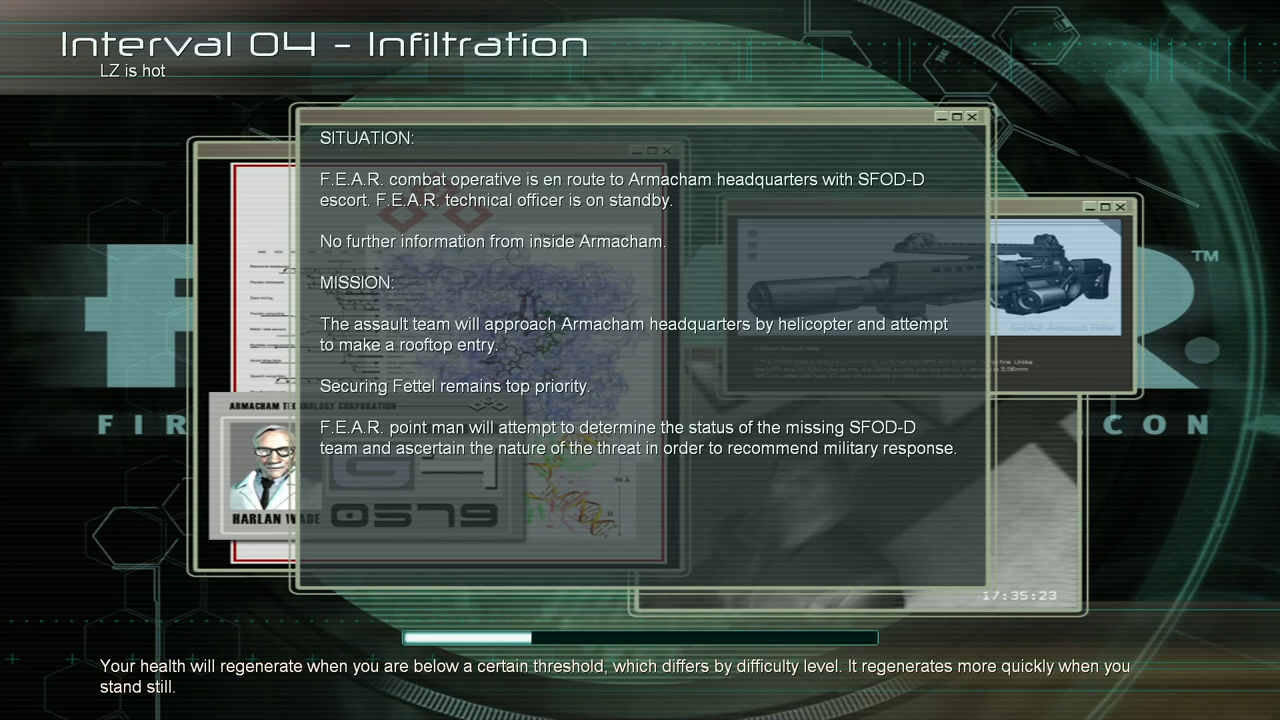 Interval 04 - Infiltration
LZ is hot
SITUATION:
F.E.A.R. combat operative is en route to Armacham headquarters with SFOD-D
escort. F.E.A.R. technical officer is on standby.
No further information from inside Armacham.
MISSION:
The assault team will approach Armacham headquarters by helicopter and attempt
to make a rooftop entry.
Securing Fettel remains top priority.
F.E.A.R. point man will attempt to determine the status of the missing SFOD-D
team and ascertain the nature of the threat in order to recommend military response.
ARMACHAM TECHNOLOGY CORPORATION
HARLAN WADE
0579
G2A2 Assault Rifle
R.™
FIR
CON
17:35:23
Your health will regenerate when you are below a certain threshold, which differs by difficulty level. It regenerates more quickly when you
stand still.